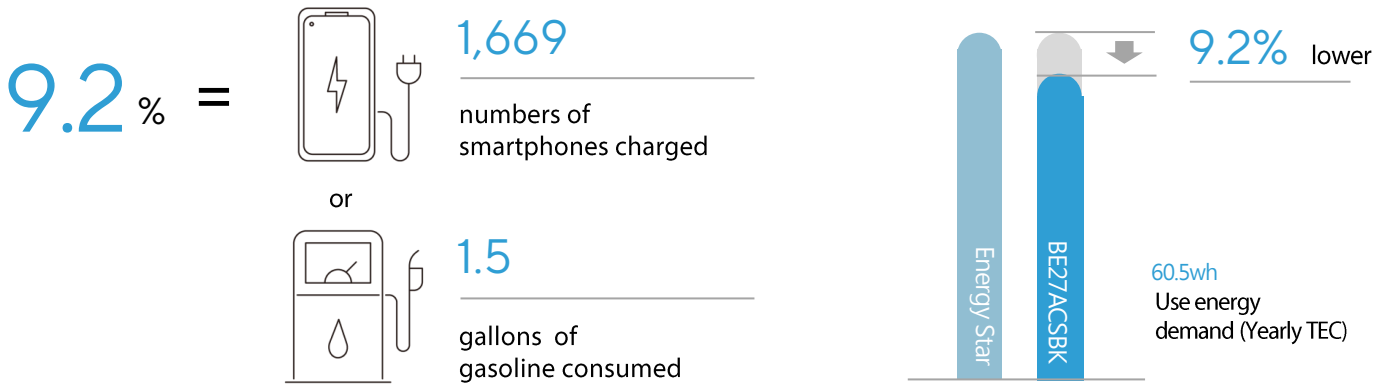 9.2 %
=
1,669
numbers of
smartphones charged
or
1.5
gallons of
gasoline consumed
Energy Star
BE27ACSBK
9.2% lower
60.5wh
Use energy
demand (Yearly TEC)